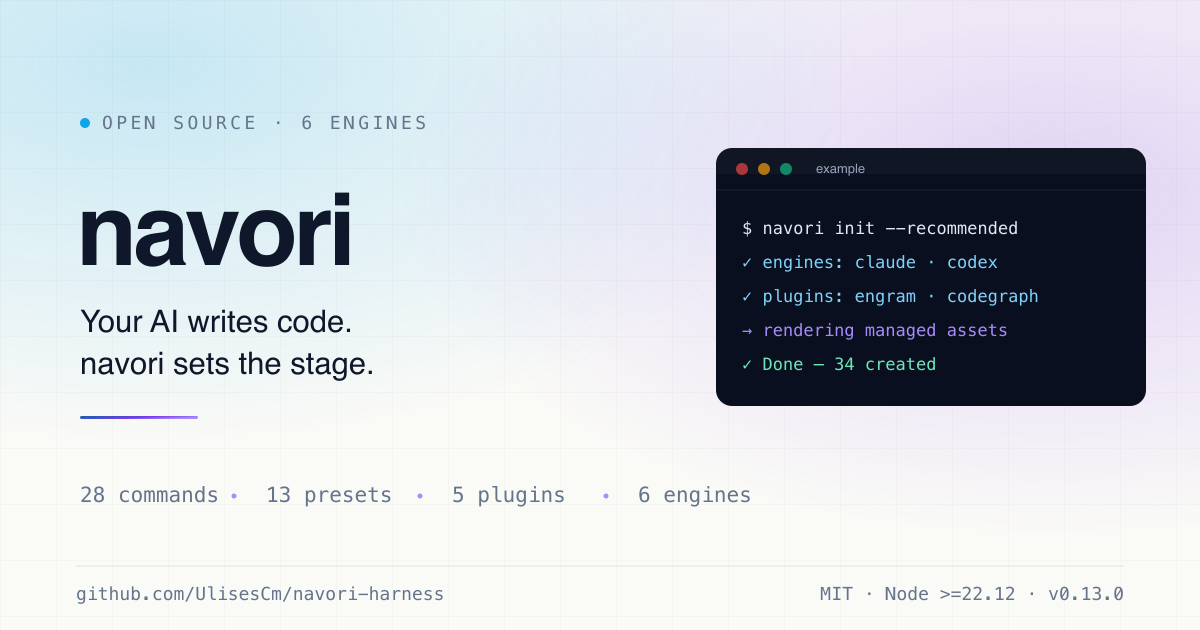 OPEN SOURCE · 6 ENGINES
navori
Your AI writes code.
navori sets the stage.
example
$ navori init --recommended
✓ engines: claude · codex
✓ plugins: engram · codegraph
→ rendering managed assets
✓ Done — 34 created
28 commands • 13 presets • 5 plugins • 6 engines
github.com/UlisesCm/navori-harness
MIT · Node >=22.12 · v0.13.0